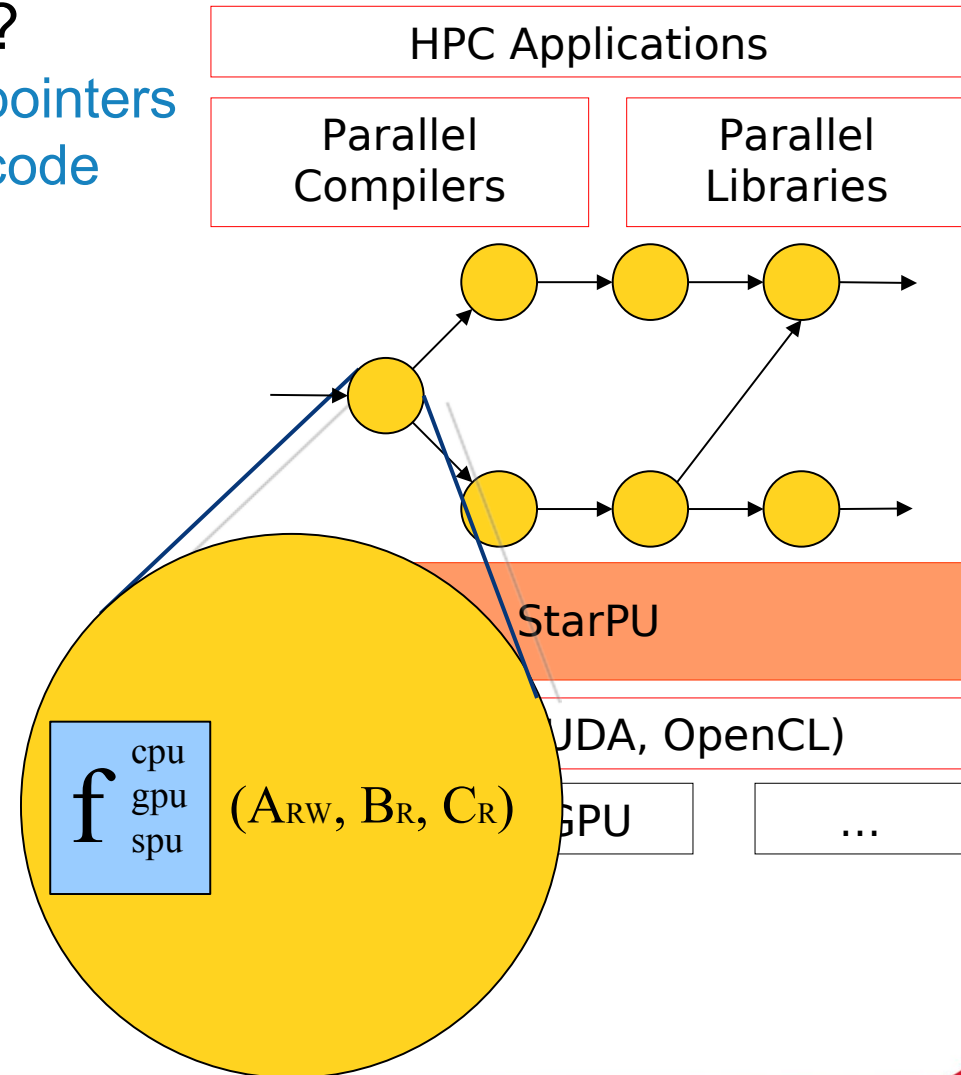 ?
pointers
code
HPC Applications
Parallel
Compilers
Parallel
Libraries
StarPU
UDA, OpenCL)
GPU
...
f
cpu
gpu
spu
(ARW, BR, CR)